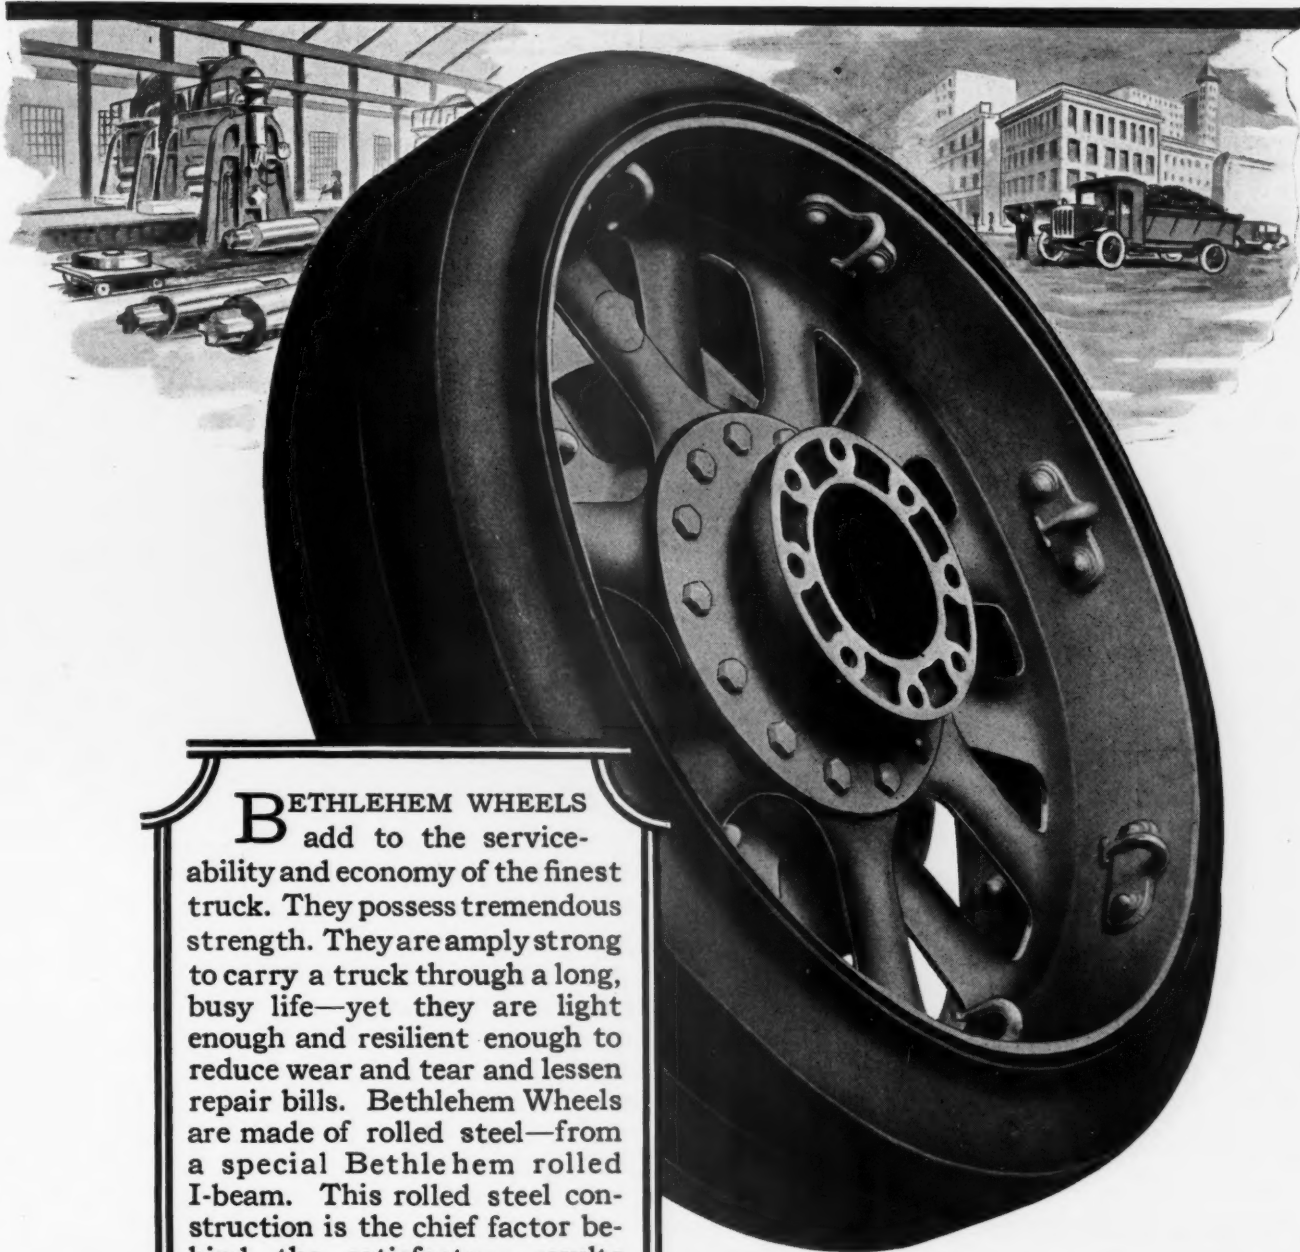 BETHLEHEM WHEELS
add to the service-
ability and economy of the finest
truck. They possess tremendous
strength. They are amply strong
to carry a truck through a long,
busy life—yet they are light
enough and resilient enough to
reduce wear and tear and lessen
repair bills. Bethlehem Wheels
are made of rolled steel—from
a special Bethlehem rolled
I-beam. This rolled steel con-
struction is the chief factor be-